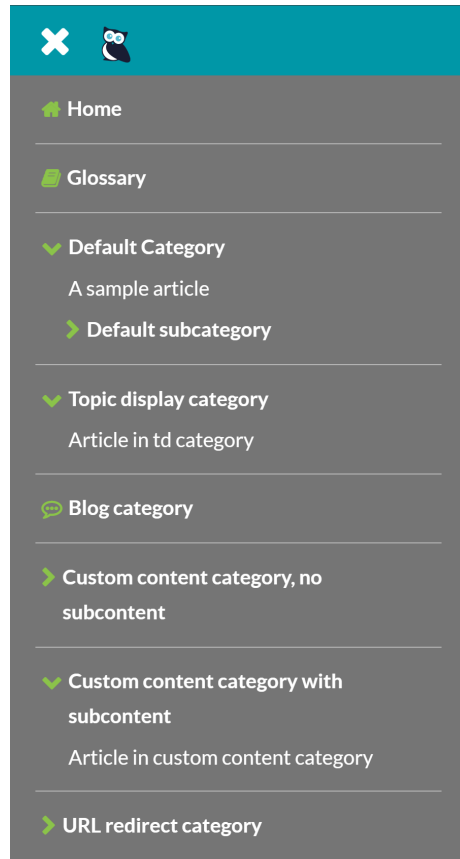 Home
Glossary
Default Category
A sample article
Default subcategory
Topic display category
Article in td category
Blog category
Custom content category, no
subcontent
Custom content category with
subcontent
Article in custom content category
URL redirect category